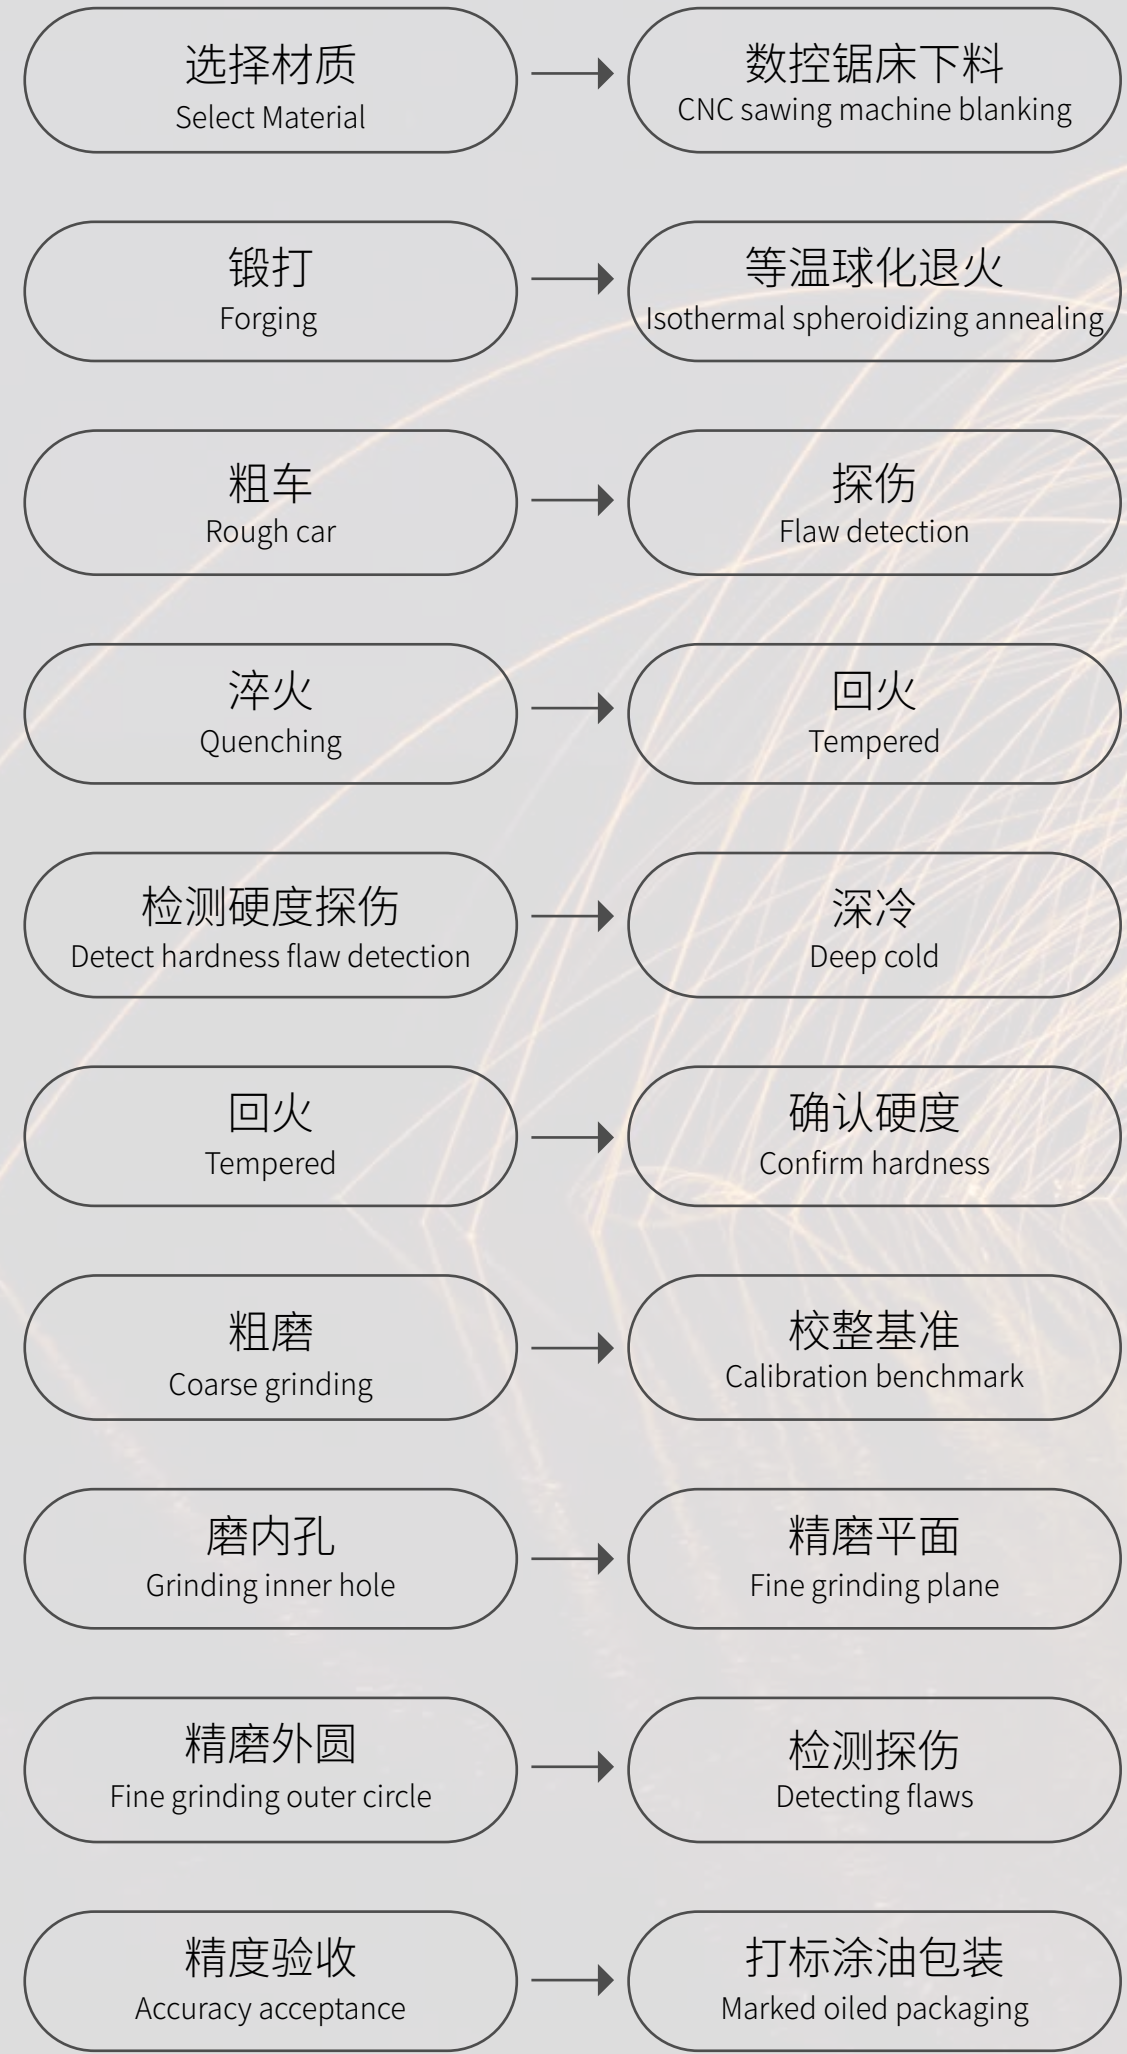 选择材质
Select Material
数控锯床下料
CNC sawing machine blanking
锻打
Forging
等温球化退火
Isothermal spheroidizing annealing
粗车
Rough car
探伤
Flaw detection
淬火
Quenching
回火
Tempered
检测硬度探伤
Detect hardness flaw detection
深冷
Deep cold
回火
Tempered
确认硬度
Confirm hardness
粗磨
Coarse grinding
校整基准
Calibration benchmark
磨内孔
Grinding inner hole
精磨平面
Fine grinding plane
精磨外圆
Fine grinding outer circle
检测探伤
Detecting flaws
精度验收
Accuracy acceptance
打标涂油包装
Marked oiled packaging